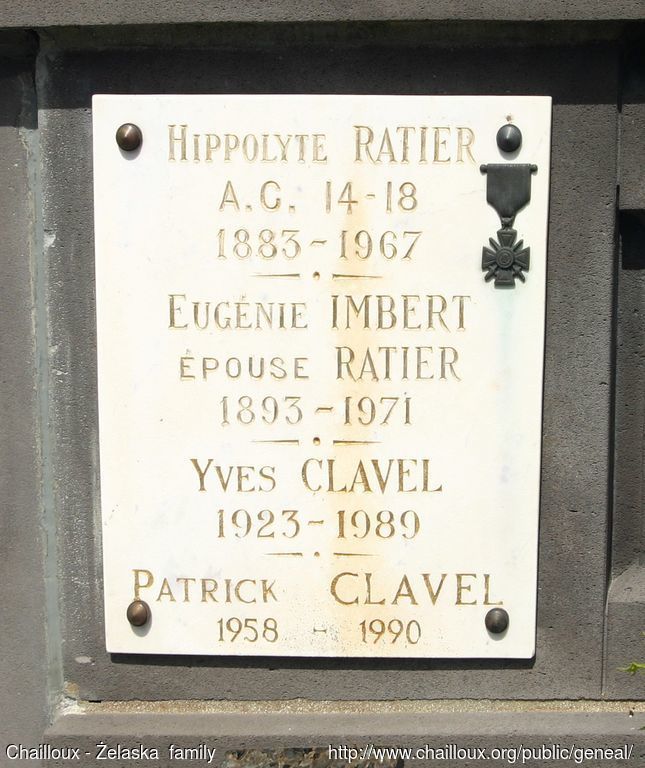 HIPPOLYTE RATIER
A.C. 14-18
1883-1967
EUGÉNIE IMBERT
ÉPOUSE RATIER
1893-1971
YVES CLAVEL
1923-1989
PATRICK CLAVEL
1958 - 1990
Chailloux - Żelaska family http://www.chailloux.org/public/geneal/